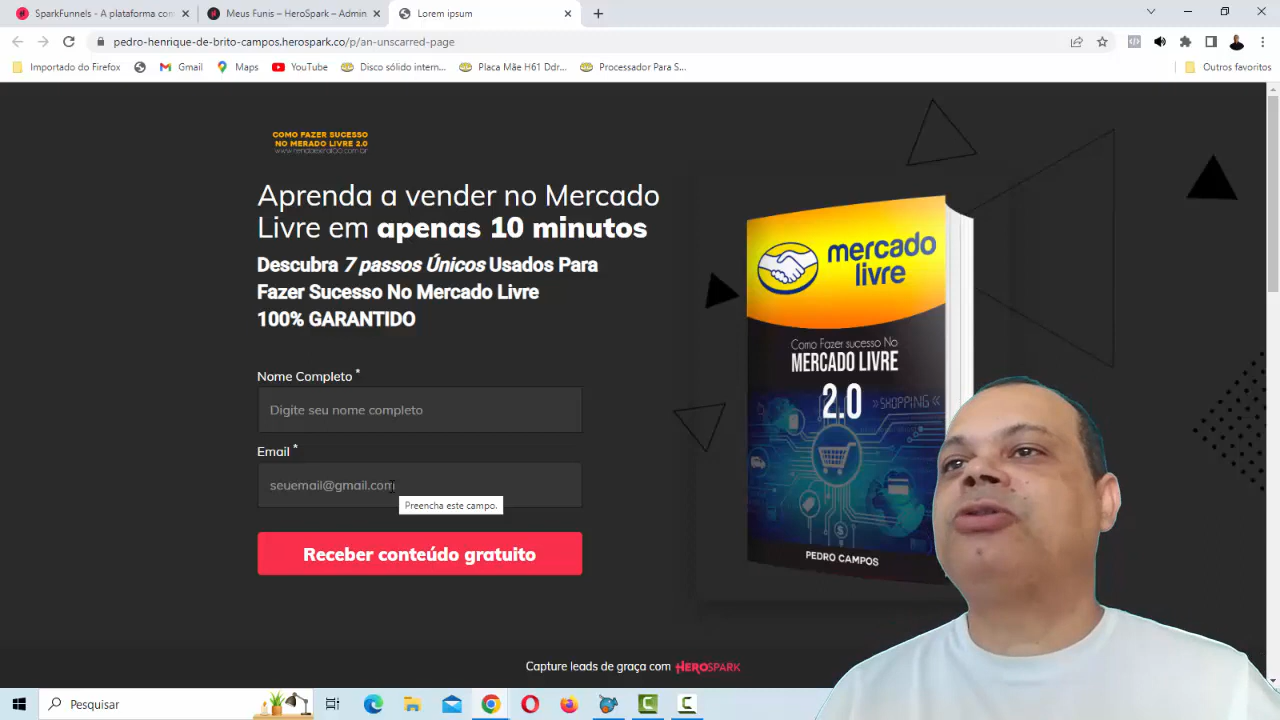 SparkFunnels - A plataforma com
Meus Funis – HeroSpark – Admin
Lorem ipsum
pedro-henrique-de-brito-campos.herospark.co/p/an-unscarred-page
Importado do Firefox
Gmail
Maps
YouTube
Disco sólido intern...
Placa Mãe H61 Ddr...
Processador Para S...
Outros favoritos
COMO FAZER SUCESSO
NO MERADO LIVRE 2.0
Aprenda a vender no Mercado
Livre em apenas 10 minutos
Descubra 7 passos Únicos Usados Para
Fazer Sucesso No Mercado Livre
100% GARANTIDO
Nome Completo *
Digite seu nome completo
Email *
seuemail@gmail.com
Preencha este campo.
Receber conteúdo gratuito
mercado
livre
Como Fazer sucesso No
MERCADO LIVRE
2.0
»SHOPPING«
PEDRO CAMPOS
Capture leads de graça com HEROSPARK
Pesquisar